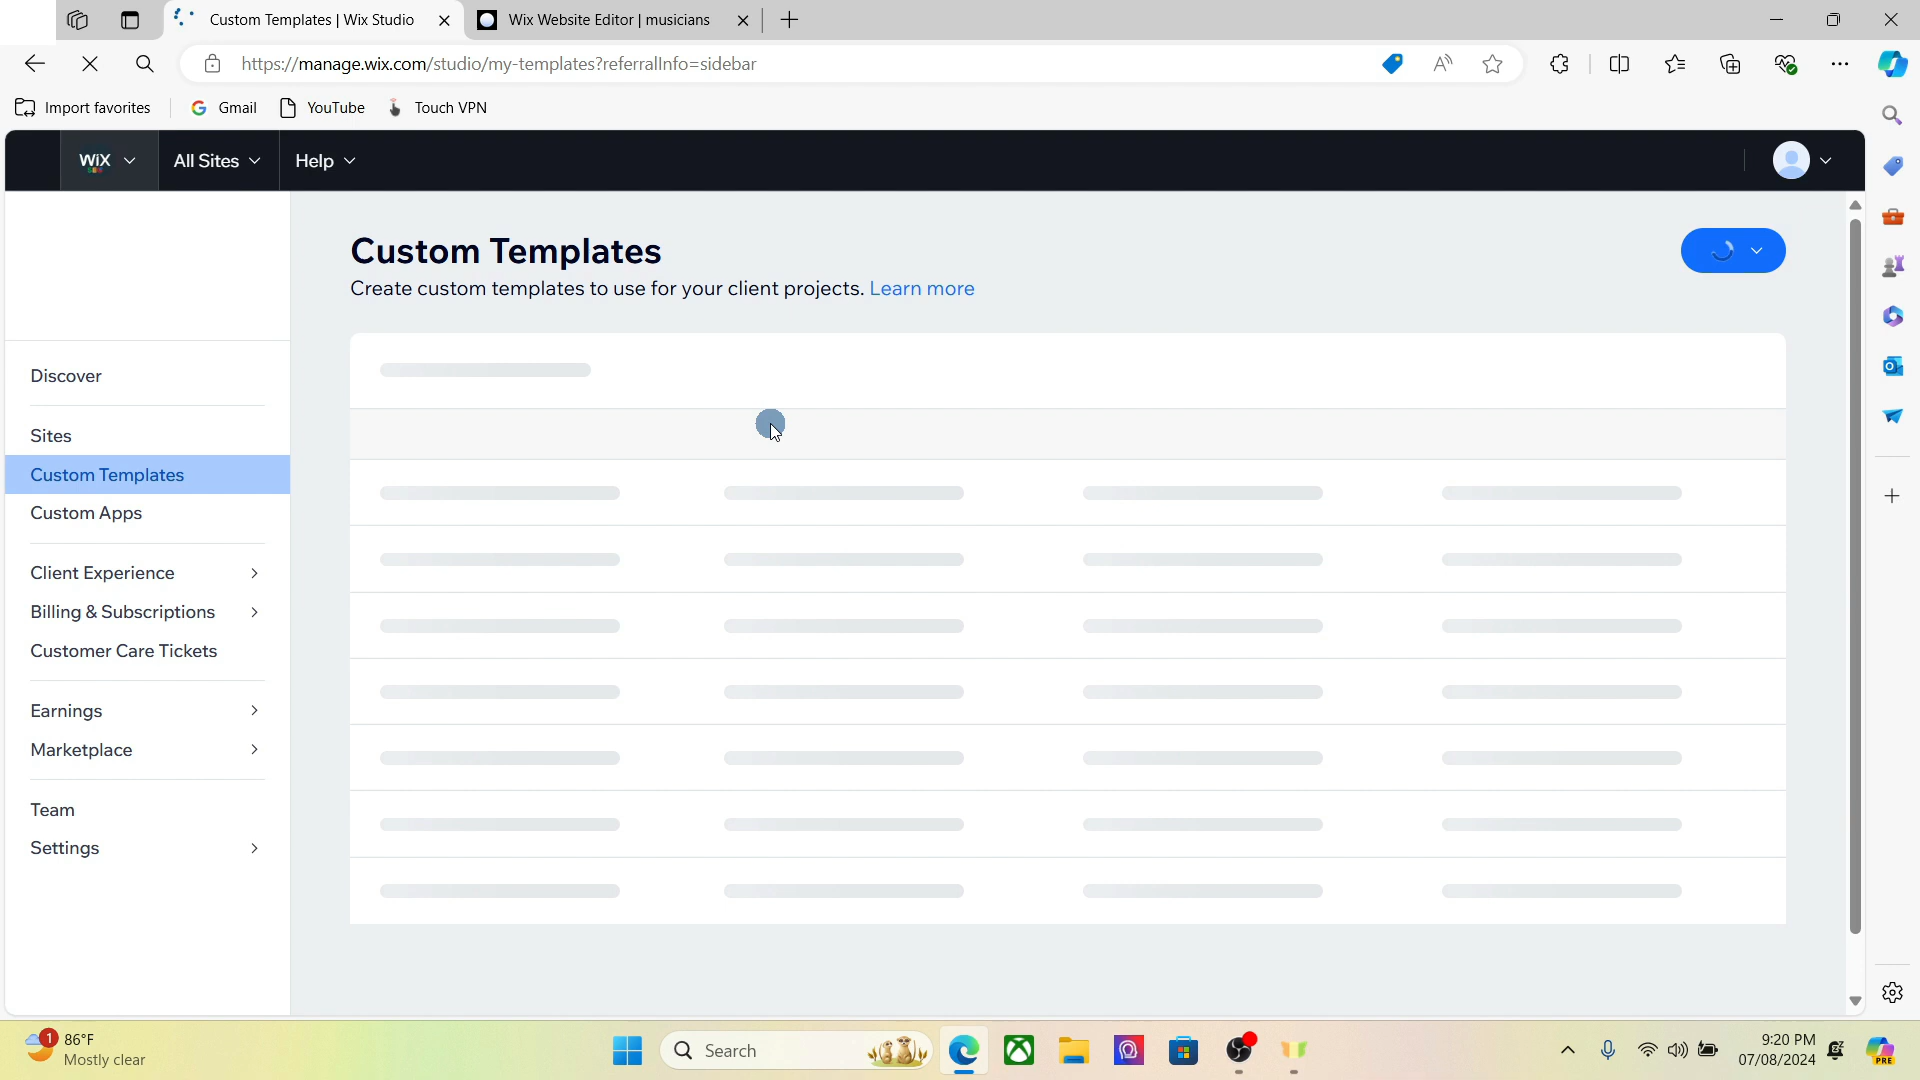 Custom Templates | Wix Studio
Wix Website Editor | musicians
https://manage.wix.com/studio/my-templates?referralInfo=sidebar
Import favorites
Gmail
YouTube
Touch VPN
WiX
All Sites
Help
Custom Templates
Create custom templates to use for your client projects. Learn more
Discover
Sites
Custom Templates
Custom Apps
Client Experience
Billing & Subscriptions
Customer Care Tickets
Earnings
Marketplace
Team
Settings
1
86°F
Mostly clear
Search
9:20 PM
07/08/2024
PRE